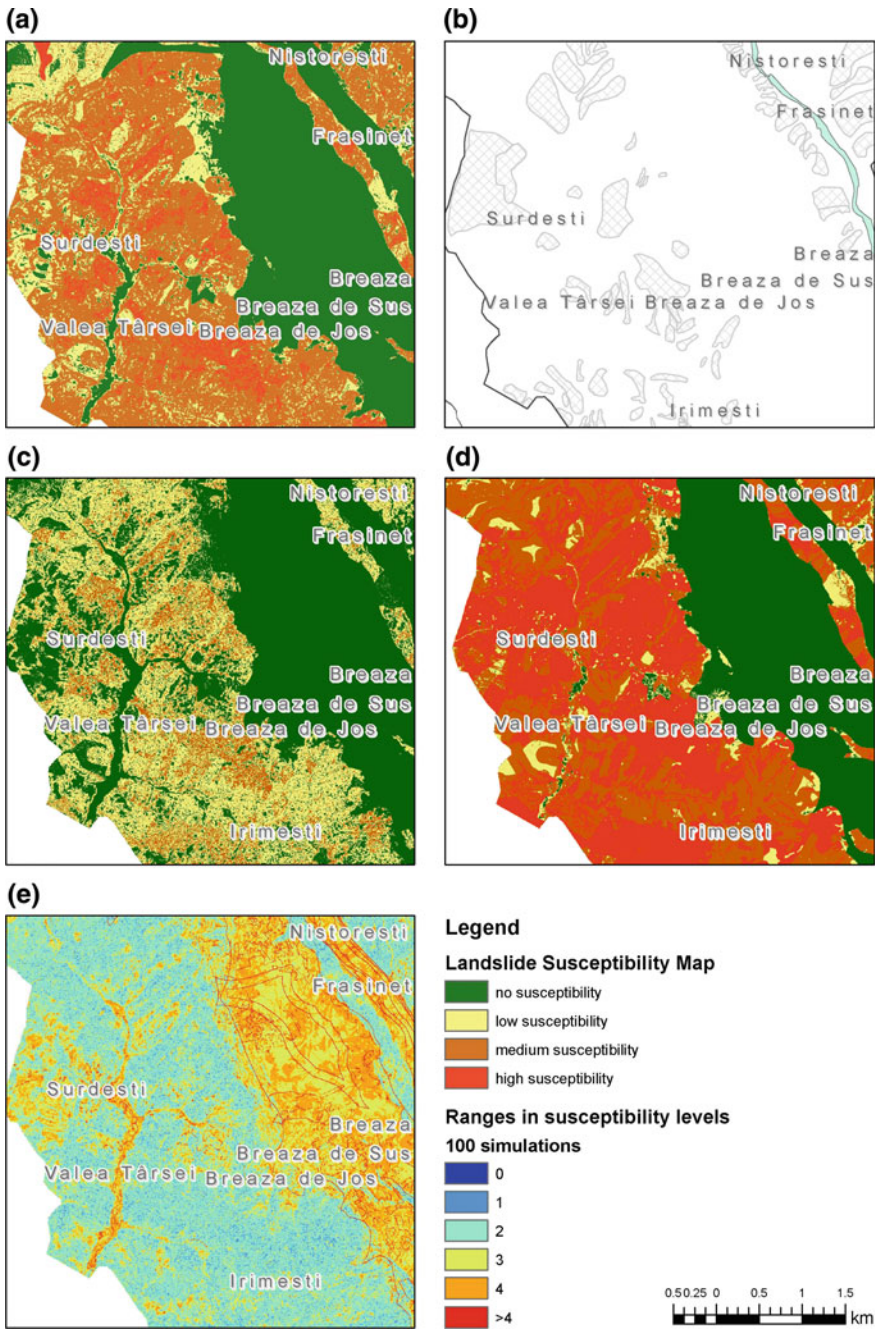 (a)
Nistoresti
Frasinet
Surdesti
Breaza
Breaza de Sus
Valea Târsei
Breaza de Jos
(b)
Nistoresti
Frasinet
Surdesti
Breaza
Breaza de Sus
Valea Târsei
Breaza de Jos
Irimesti
(c)
Nistoresti
Frasinet
Surdesti
Breaza
Breaza de Sus
Valea Târsei
Breaza de Jos
Irimesti
(d)
Nistoresti
Frasinet
Surdesti
Breaza
Breaza de Sus
Valea Târsei
Breaza de Jos
Irimesti
(e)
Nistoresti
Frasinet
Surdesti
Breaza
Breaza de Sus
Valea Târsei
Breaza de Jos
Irimesti
Legend
Landslide Susceptibility Map
no susceptibility
low susceptibility
medium susceptibility
high susceptibility
Ranges in susceptibility levels
100 simulations
0
1
2
3
4
>4
0.5 0.25 0 0.5 1 1.5
km